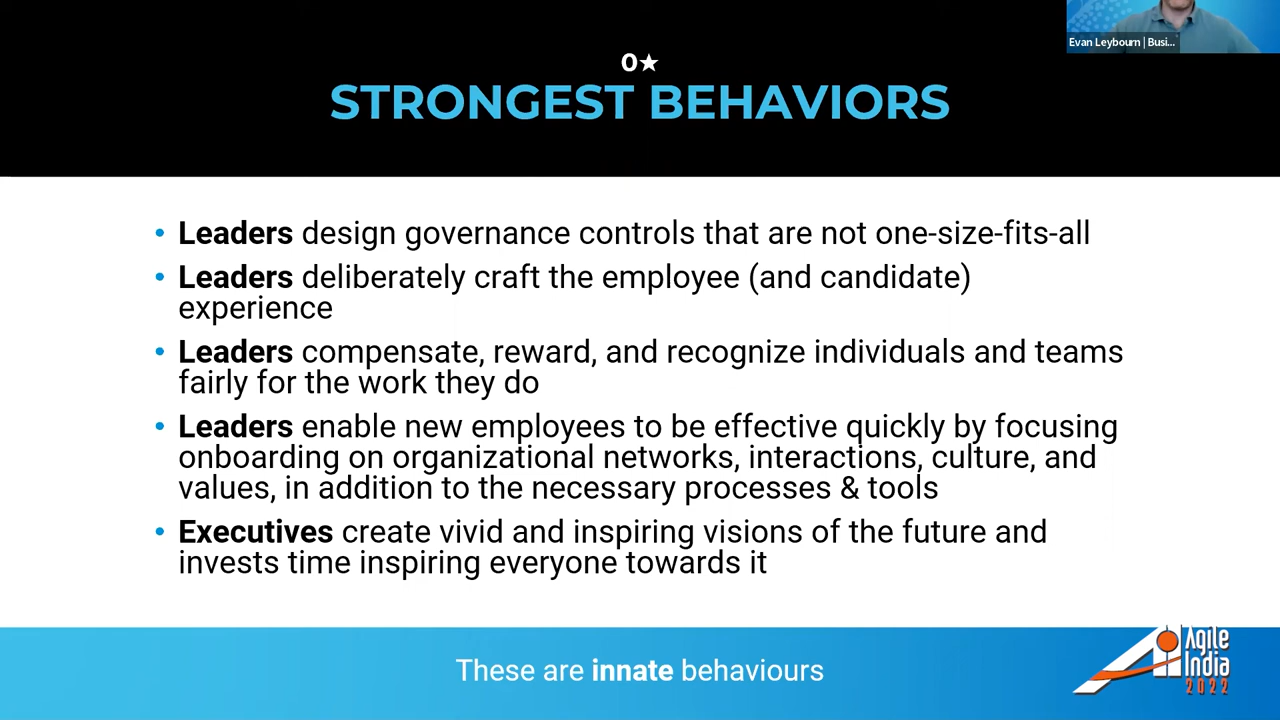 Evan Leybourn | Busi...
0★
STRONGEST BEHAVIORS
• Leaders design governance controls that are not one-size-fits-all
• Leaders deliberately craft the employee (and candidate)
experience
• Leaders compensate, reward, and recognize individuals and teams
fairly for the work they do
• Leaders enable new employees to be effective quickly by focusing
onboarding on organizational networks, interactions, culture, and
values, in addition to the necessary processes & tools
• Executives create vivid and inspiring visions of the future and
invests time inspiring everyone towards it
These are innate behaviours
Agile
India
2022